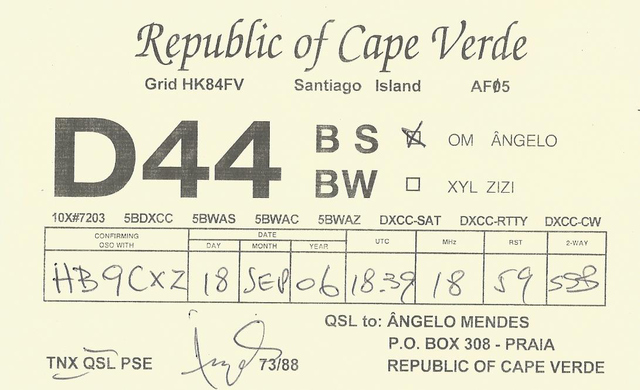 Republic of Cape Verde
Grid HK84FV Santiago Island AF05
D44 BS OM ÂNGELO
BW XYL ZIZI
10X#7203 5BDXCC 5BWAS 5BWAC 5BWAZ DXCC-SAT DXCC-RTTY DXCC-CW
CONFIRMING QSO WITH DATE DAY MONTH YEAR UTC MHz RST 2-WAY
HB9CXZ 18 SEP 06 18.39 18 59 SSB
QSL to: ÂNGELO MENDES
P.O. BOX 308 - PRAIA
TNX QSL PSE 73/88 REPUBLIC OF CAPE VERDE